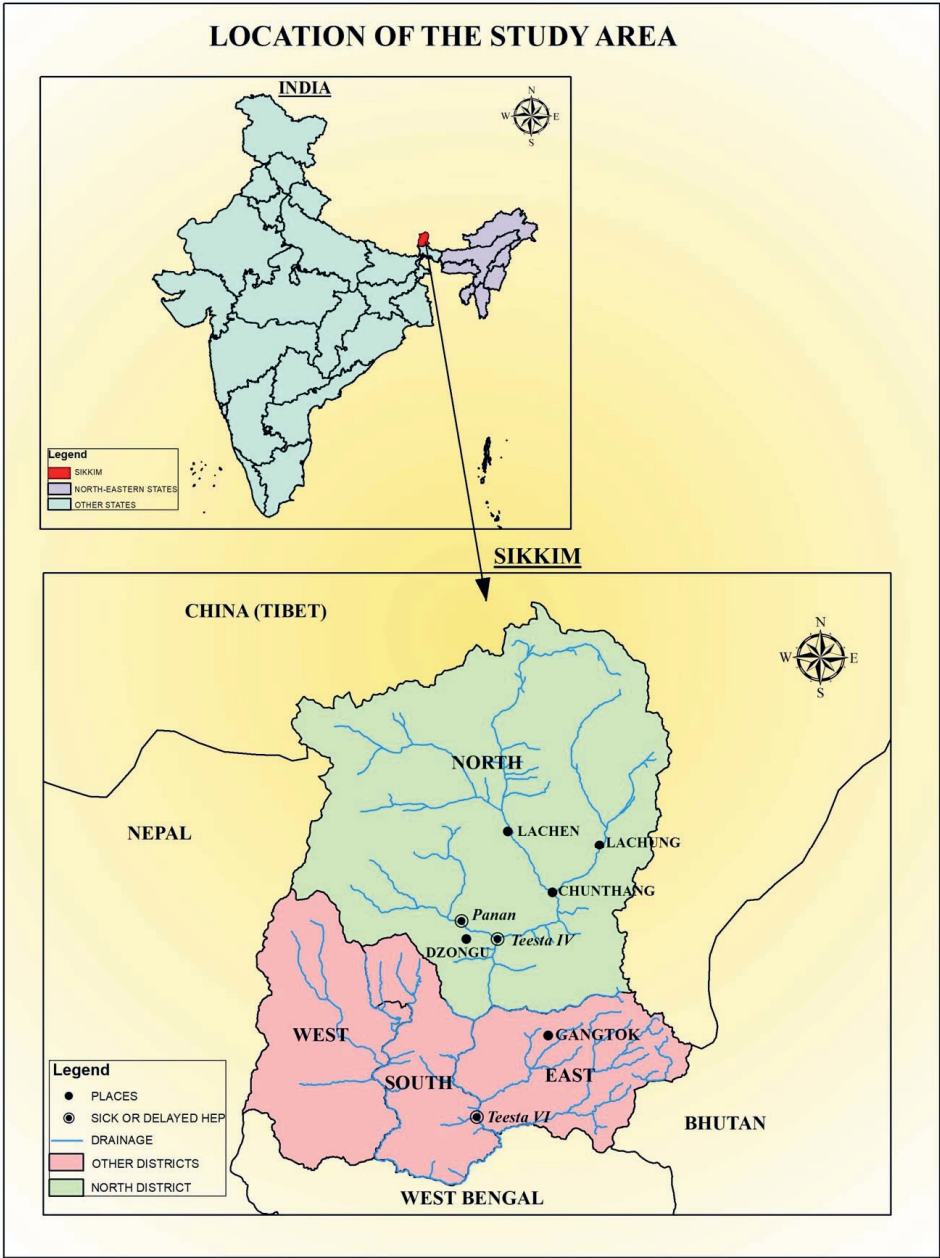 LOCATION OF THE STUDY AREA
INDIA
N
W E
S
Legend
SIKKIM
NORTH-EASTERN STATES
OTHER STATES
SIKKIM
CHINA (TIBET)
N
W E
S
NORTH
NEPAL
LACHEN
LACHUNG
CHUNTHANG
Panan
Teesta IV
DZONGU
WEST
GANGTOK
EAST
SOUTH
Teesta VI
BHUTAN
WEST BENGAL
Legend
PLACES
SICK OR DELAYED HEP
DRAINAGE
OTHER DISTRICTS
NORTH DISTRICT